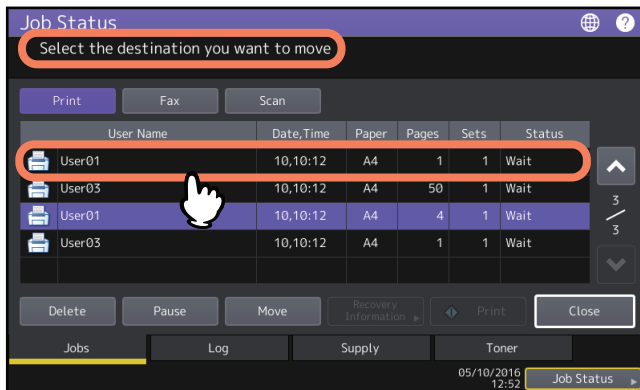 Job Status
?
Select the destination you want to move
Print Fax Scan
User Name Date,Time Paper Pages Sets Status
User01 10,10:12 A4 1 1 Wait
User03 10,10:12 A4 50 1 Wait
User01 10,10:12 A4 4 1 Wait
User03 10,10:12 A4 1 1 Wait
3
3
Delete Pause Move Recovery Information Print Close
Jobs Log Supply Toner
05/10/2016
12:52
Job Status